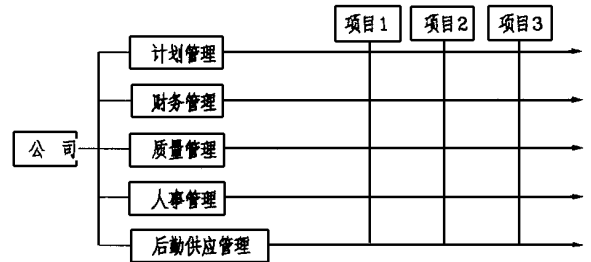 项目1 项目2 项目3
计划管理
财务管理
公 司
质量管理
人事管理
后勤供应管理